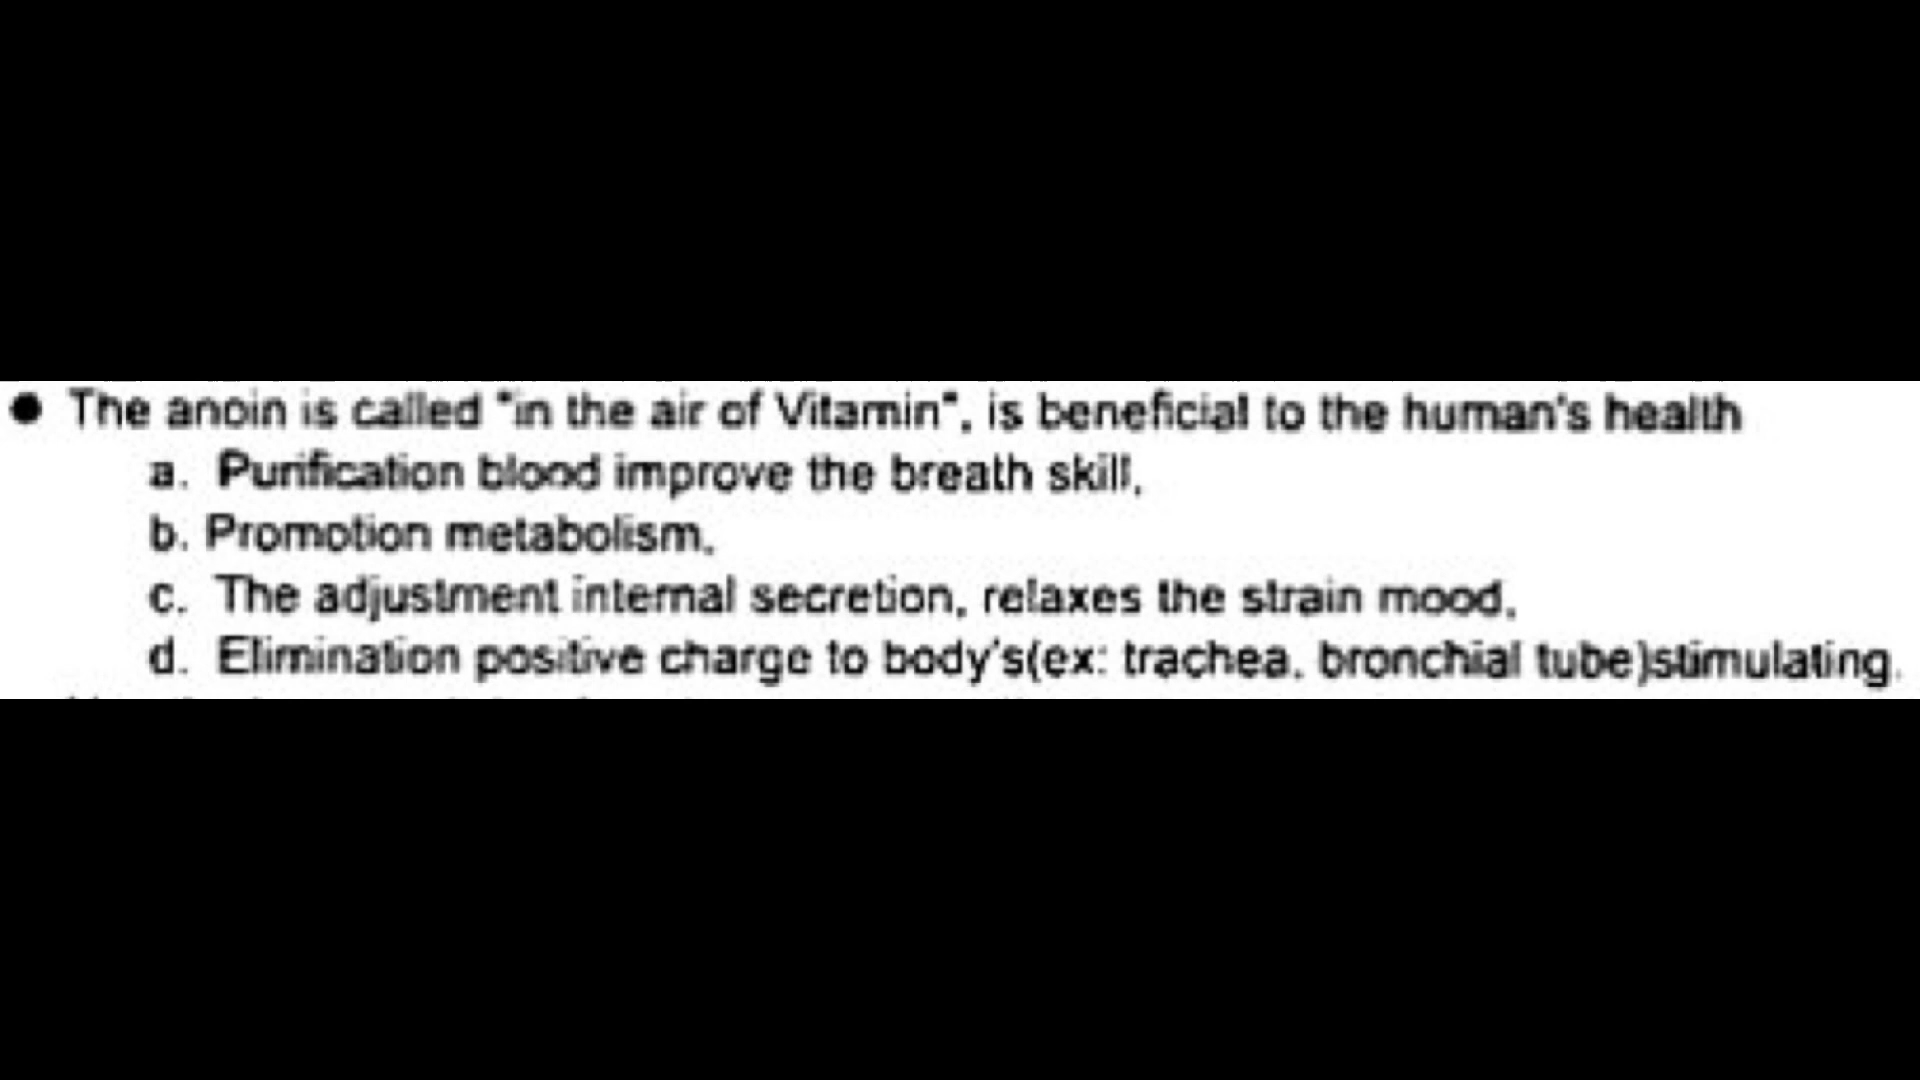 ● The anoin is called "in the air of Vitamin", is beneficial to the human's health
a. Purification blood improve the breath skill,
b. Promotion metabolism,
c. The adjustment internal secretion, relaxes the strain mood,
d. Elimination positive charge to body's(ex: trachea, bronchial tube)stimulating.